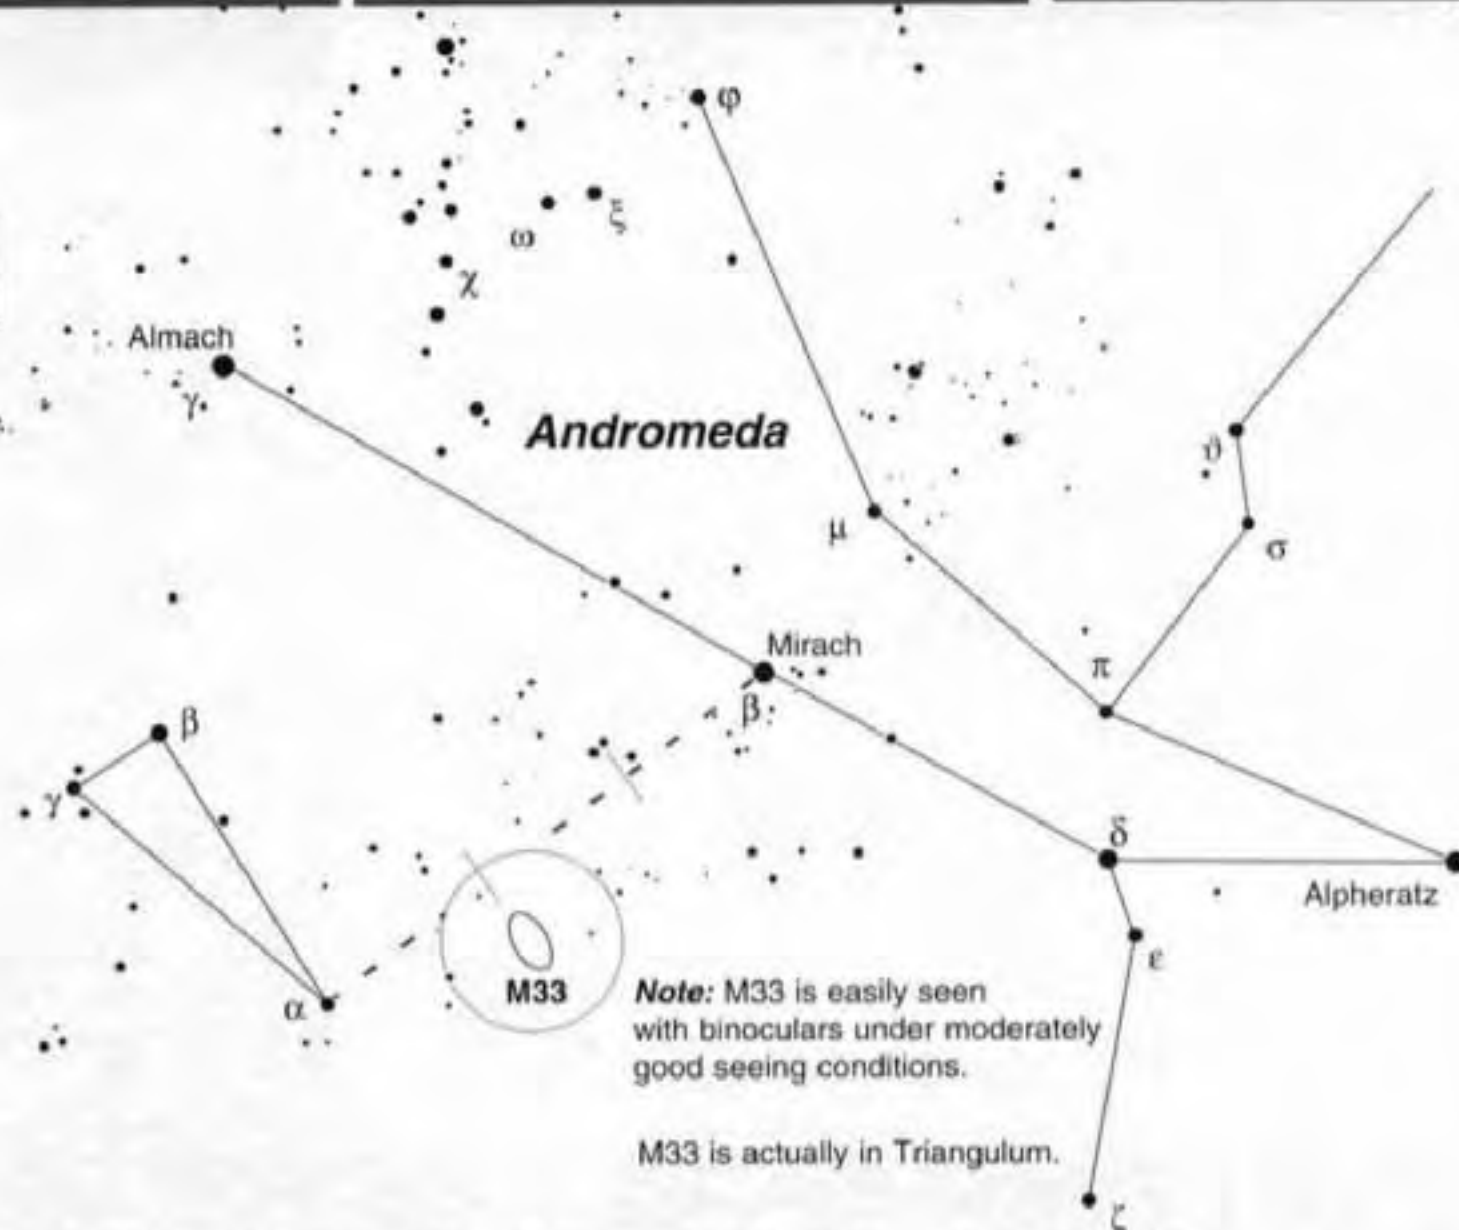 φ
ξ
ω
χ
Almach
γ
Andromeda
ϑ
μ
σ
Mirach
π
β
β
γ
δ
Alpheratz
ε
M33
α
Note: M33 is easily seen
with binoculars under moderately
good seeing conditions.
M33 is actually in Triangulum.
ζ